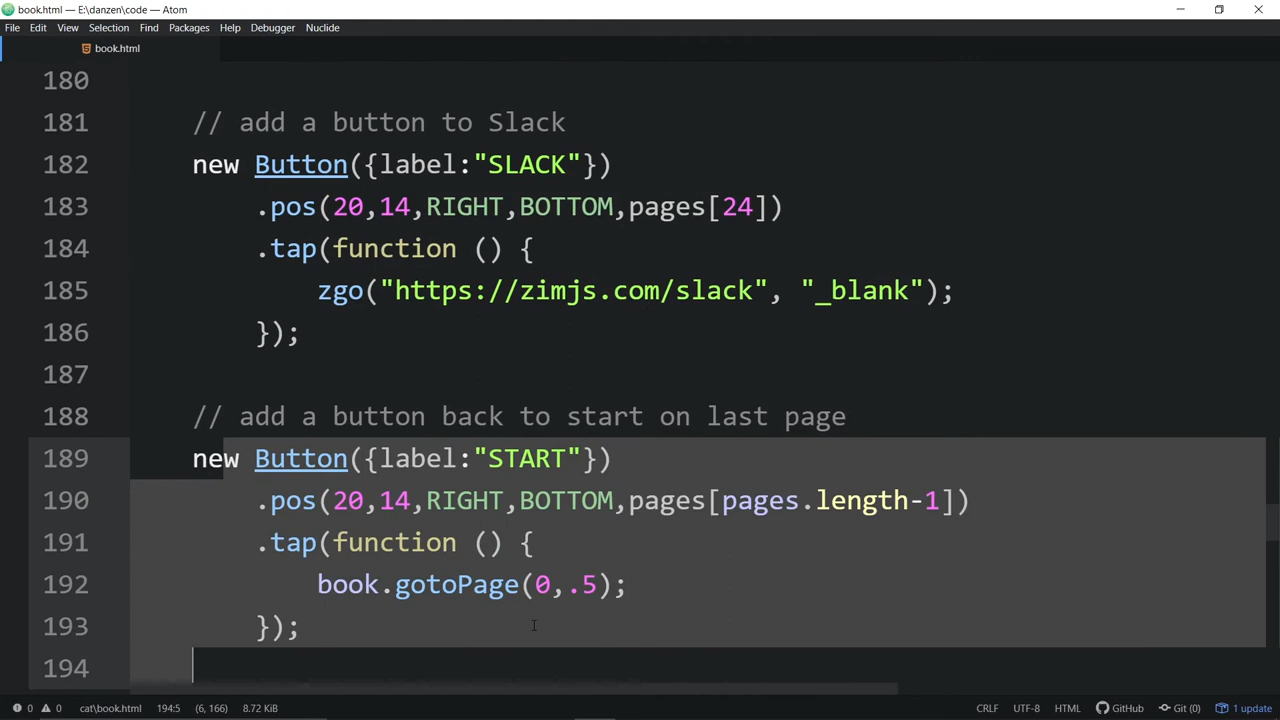 book.html — E:\danzen\code — Atom
File Edit View Selection Find Packages Help Debugger Nuclide
book.html
180
181 // add a button to Slack
182 new Button({label:"SLACK"})
183 .pos(20,14,RIGHT,BOTTOM,pages[24])
184 .tap(function () {
185 zgo("https://zimjs.com/slack", "_blank");
186 });
187
188 // add a button back to start on last page
189 new Button({label:"START"})
190 .pos(20,14,RIGHT,BOTTOM,pages[pages.length-1])
191 .tap(function () {
192 book.gotoPage(0,.5);
193 });
194
0 0 cat\book.html 194:5 (6, 166) 8.72 KiB CRLF UTF-8 HTML GitHub Git (0) 1 update